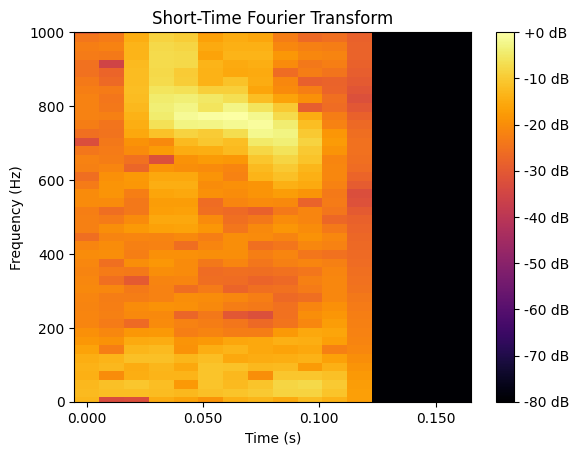 Short-Time Fourier Transform
1000
800
600
400
200
0
Frequency (Hz)
0.000
0.050
0.100
0.150
Time (s)
+0 dB
-10 dB
-20 dB
-30 dB
-40 dB
-50 dB
-60 dB
-70 dB
-80 dB